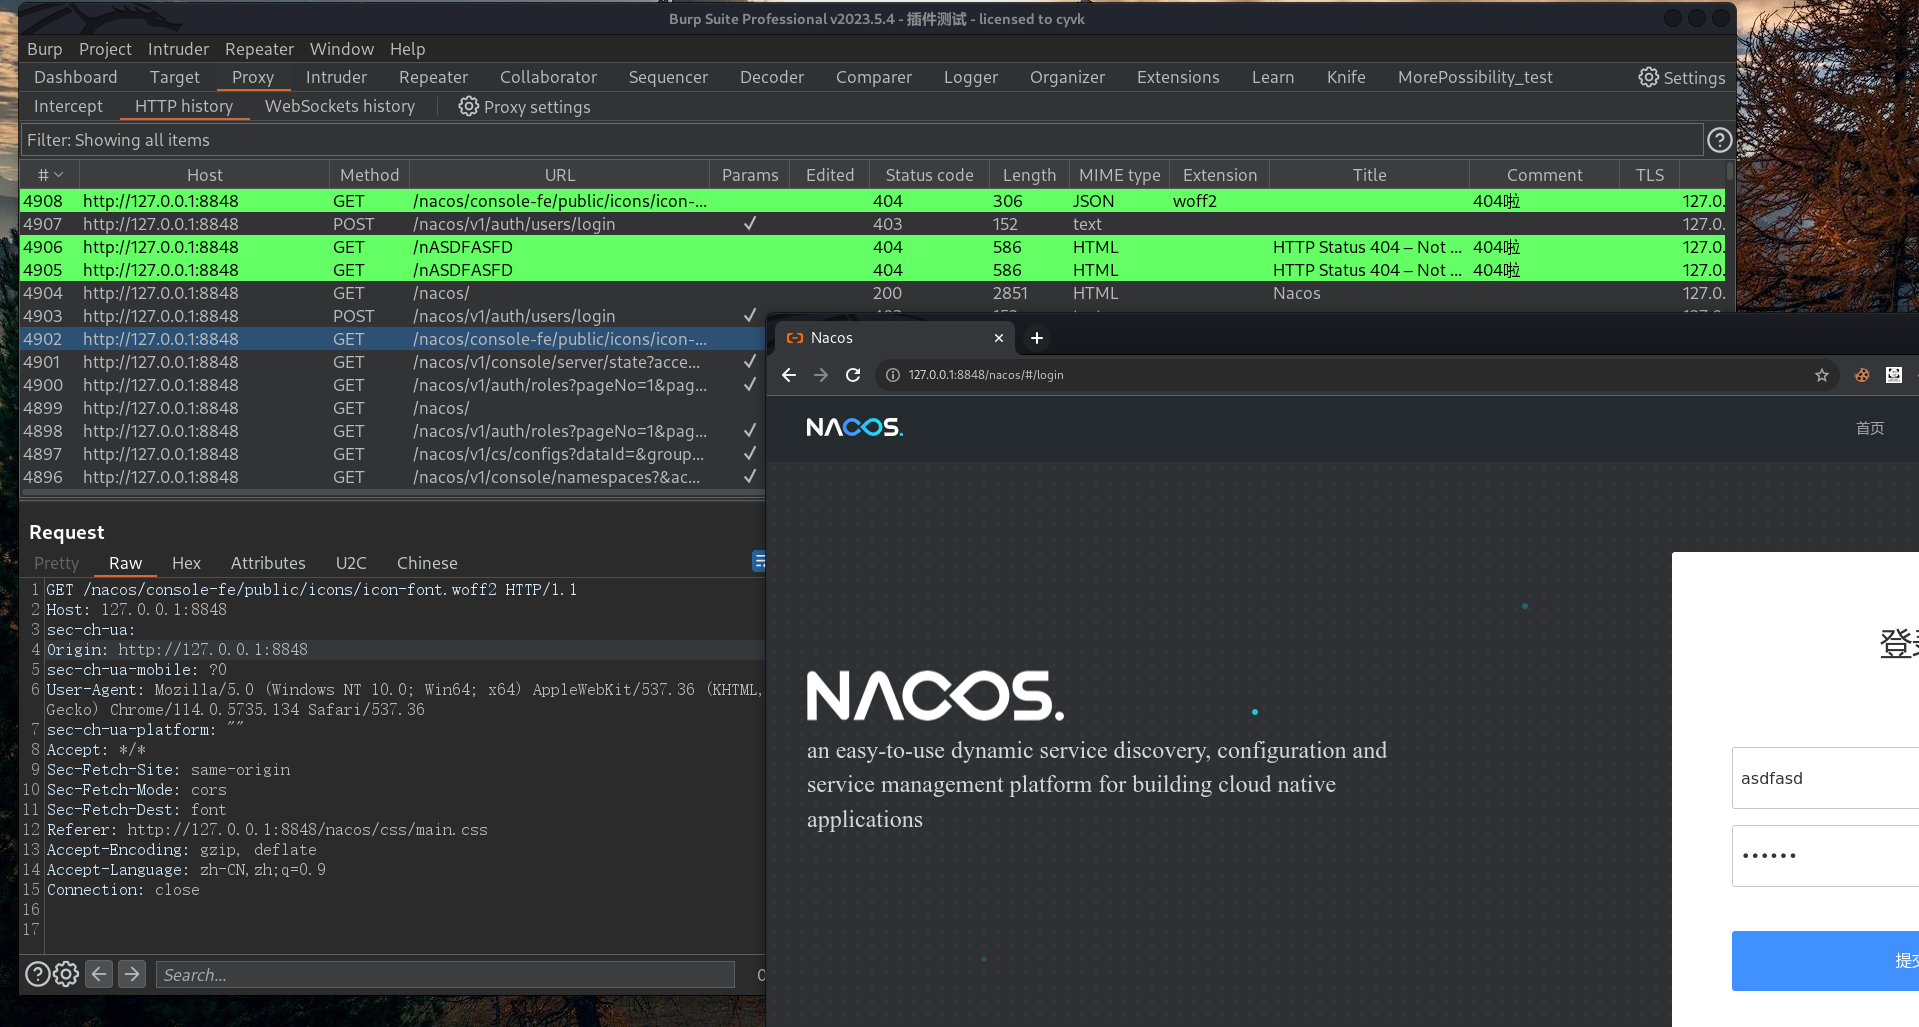 Burp Suite Professional v2023.5.4 - 插件测试 - licensed to cyvk
Burp Project Intruder Repeater Window Help
Dashboard Target Proxy Intruder Repeater Collaborator Sequencer Decoder Comparer Logger Organizer Extensions Learn Knife MorePossibility_test Settings
Intercept HTTP history WebSockets history Proxy settings
Filter: Showing all items
# Host Method URL Params Edited Status code Length MIME type Extension Title Comment TLS
4908 http://127.0.0.1:8848 GET /nacos/console-fe/public/icons/icon-... 404 306 JSON woff2 404啦 127.0.
4907 http://127.0.0.1:8848 POST /nacos/v1/auth/users/login ✓ 403 152 text 127.0.
4906 http://127.0.0.1:8848 GET /nASDFASFD 404 586 HTML HTTP Status 404 – Not ... 404啦 127.0.
4905 http://127.0.0.1:8848 GET /nASDFASFD 404 586 HTML HTTP Status 404 – Not ... 404啦 127.0.
4904 http://127.0.0.1:8848 GET /nacos/ 200 2851 HTML Nacos 127.0.
4903 http://127.0.0.1:8848 POST /nacos/v1/auth/users/login ✓
4902 http://127.0.0.1:8848 GET /nacos/console-fe/public/icons/icon-...
4901 http://127.0.0.1:8848 GET /nacos/v1/console/server/state?acce... ✓
4900 http://127.0.0.1:8848 GET /nacos/v1/auth/roles?pageNo=1&pag... ✓
4899 http://127.0.0.1:8848 GET /nacos/
4898 http://127.0.0.1:8848 GET /nacos/v1/auth/roles?pageNo=1&pag... ✓
4897 http://127.0.0.1:8848 GET /nacos/v1/cs/configs?dataId=&group... ✓
4896 http://127.0.0.1:8848 GET /nacos/v1/console/namespaces?&ac... ✓
Request
Pretty Raw Hex Attributes U2C Chinese
1 GET /nacos/console-fe/public/icons/icon-font.woff2 HTTP/1.1
2 Host: 127.0.0.1:8848
3 sec-ch-ua:
4 Origin: http://127.0.0.1:8848
5 sec-ch-ua-mobile: ?0
6 User-Agent: Mozilla/5.0 (Windows NT 10.0; Win64; x64) AppleWebKit/537.36 (KHTML,
Gecko) Chrome/114.0.5735.134 Safari/537.36
7 sec-ch-ua-platform: ""
8 Accept: */*
9 Sec-Fetch-Site: same-origin
10 Sec-Fetch-Mode: cors
11 Sec-Fetch-Dest: font
12 Referer: http://127.0.0.1:8848/nacos/css/main.css
13 Accept-Encoding: gzip, deflate
14 Accept-Language: zh-CN,zh;q=0.9
15 Connection: close
16
17
Search...
0
Nacos
127.0.0.1:8848/nacos/#/login
NACOS.
首页
NACOS.
an easy-to-use dynamic service discovery, configuration and
service management platform for building cloud native
applications
登
asdfasd
••••••
提